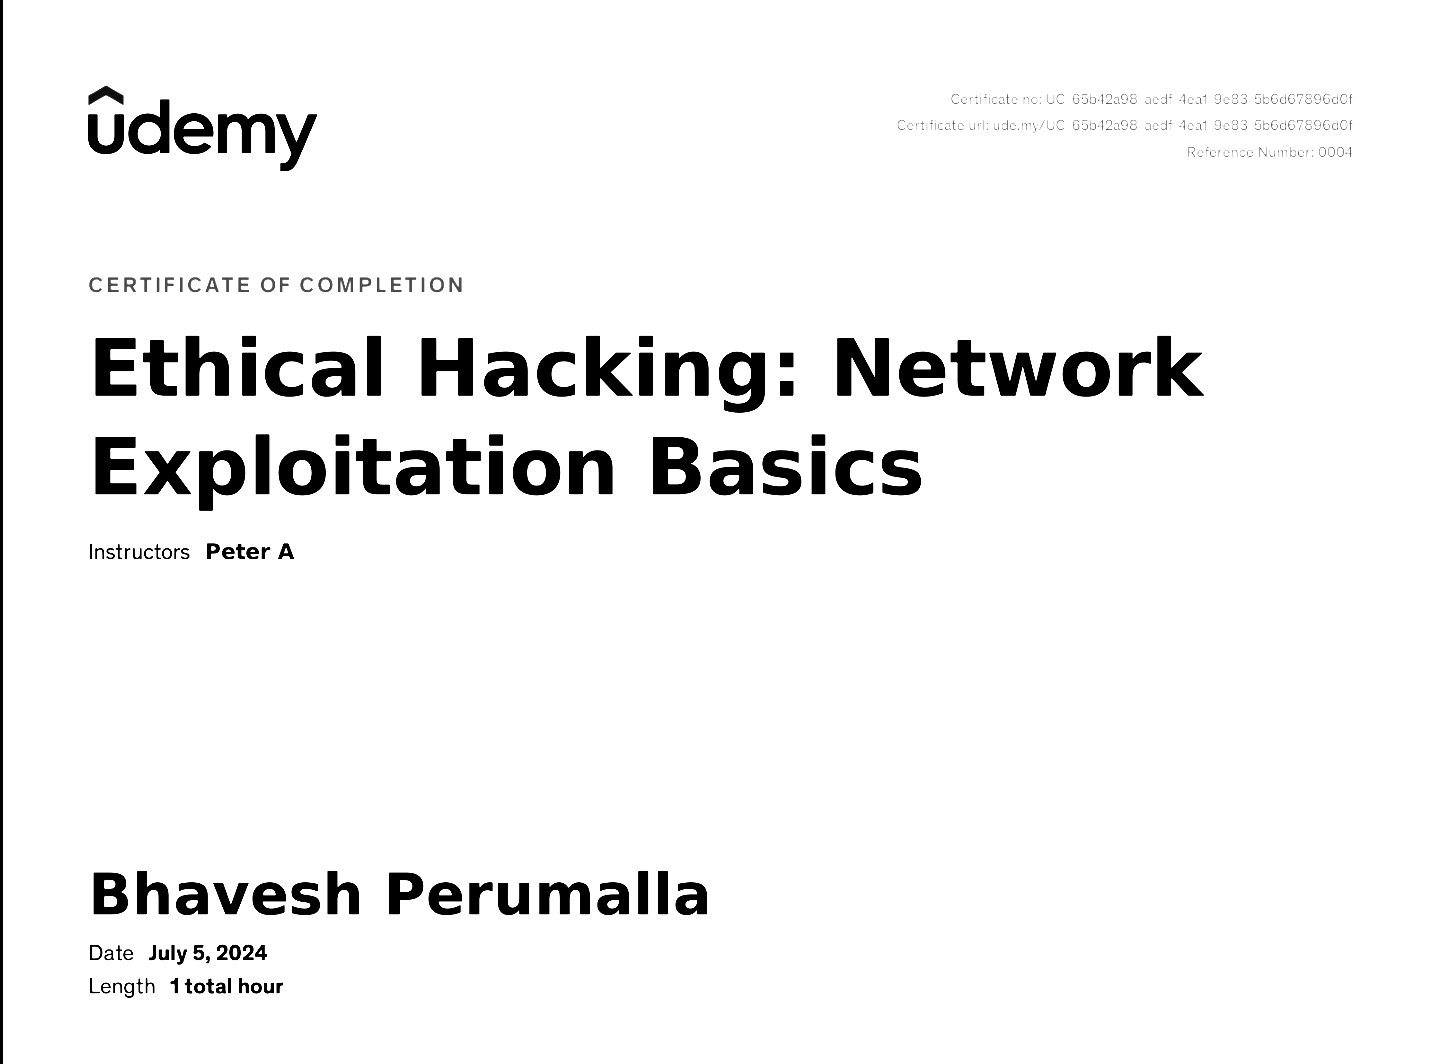 ûdemy
Certificate no: UC-65b42a98-aedf-4ea1-9e83-5b6d67896d0f
Certificate url: ude.my/UC-65b42a98-aedf-4ea1-9e83-5b6d67896d0f
Reference Number: 0004
CERTIFICATE OF COMPLETION
Ethical Hacking: Network
Exploitation Basics
Instructors Peter A
Bhavesh Perumalla
Date July 5, 2024
Length 1 total hour